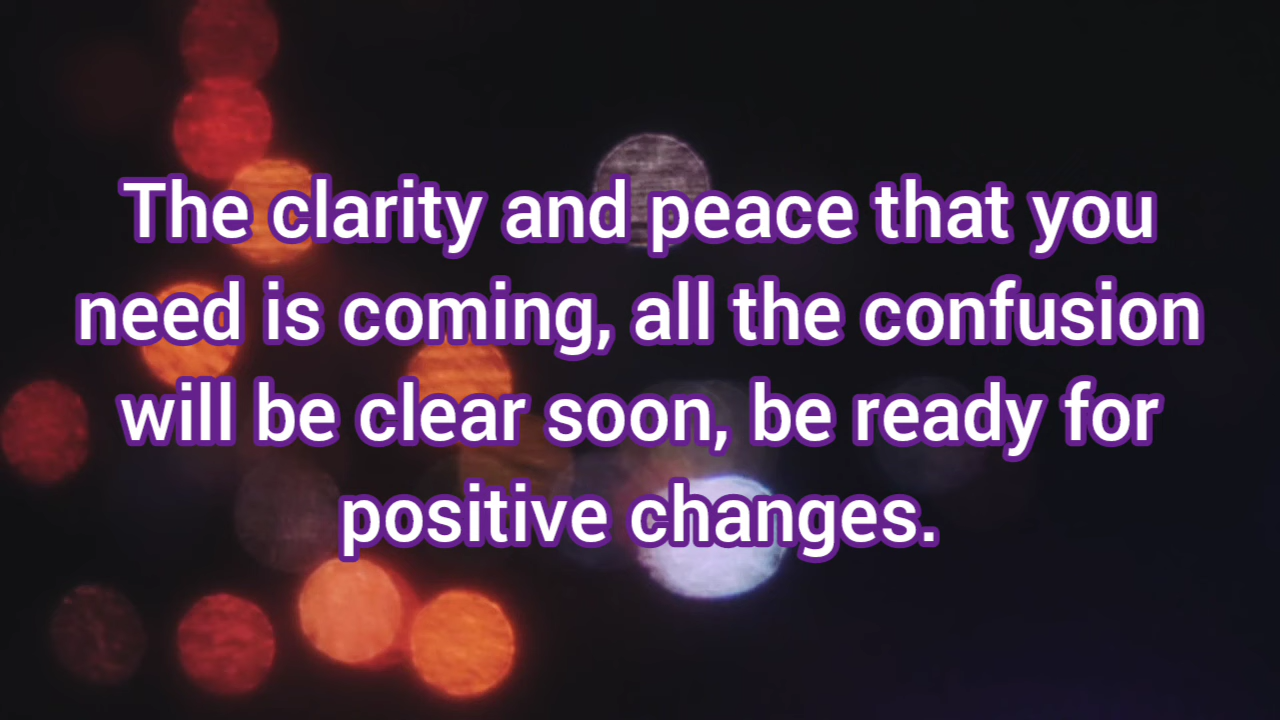 The clarity and peace that you
need is coming, all the confusion
will be clear soon, be ready for
positive changes.